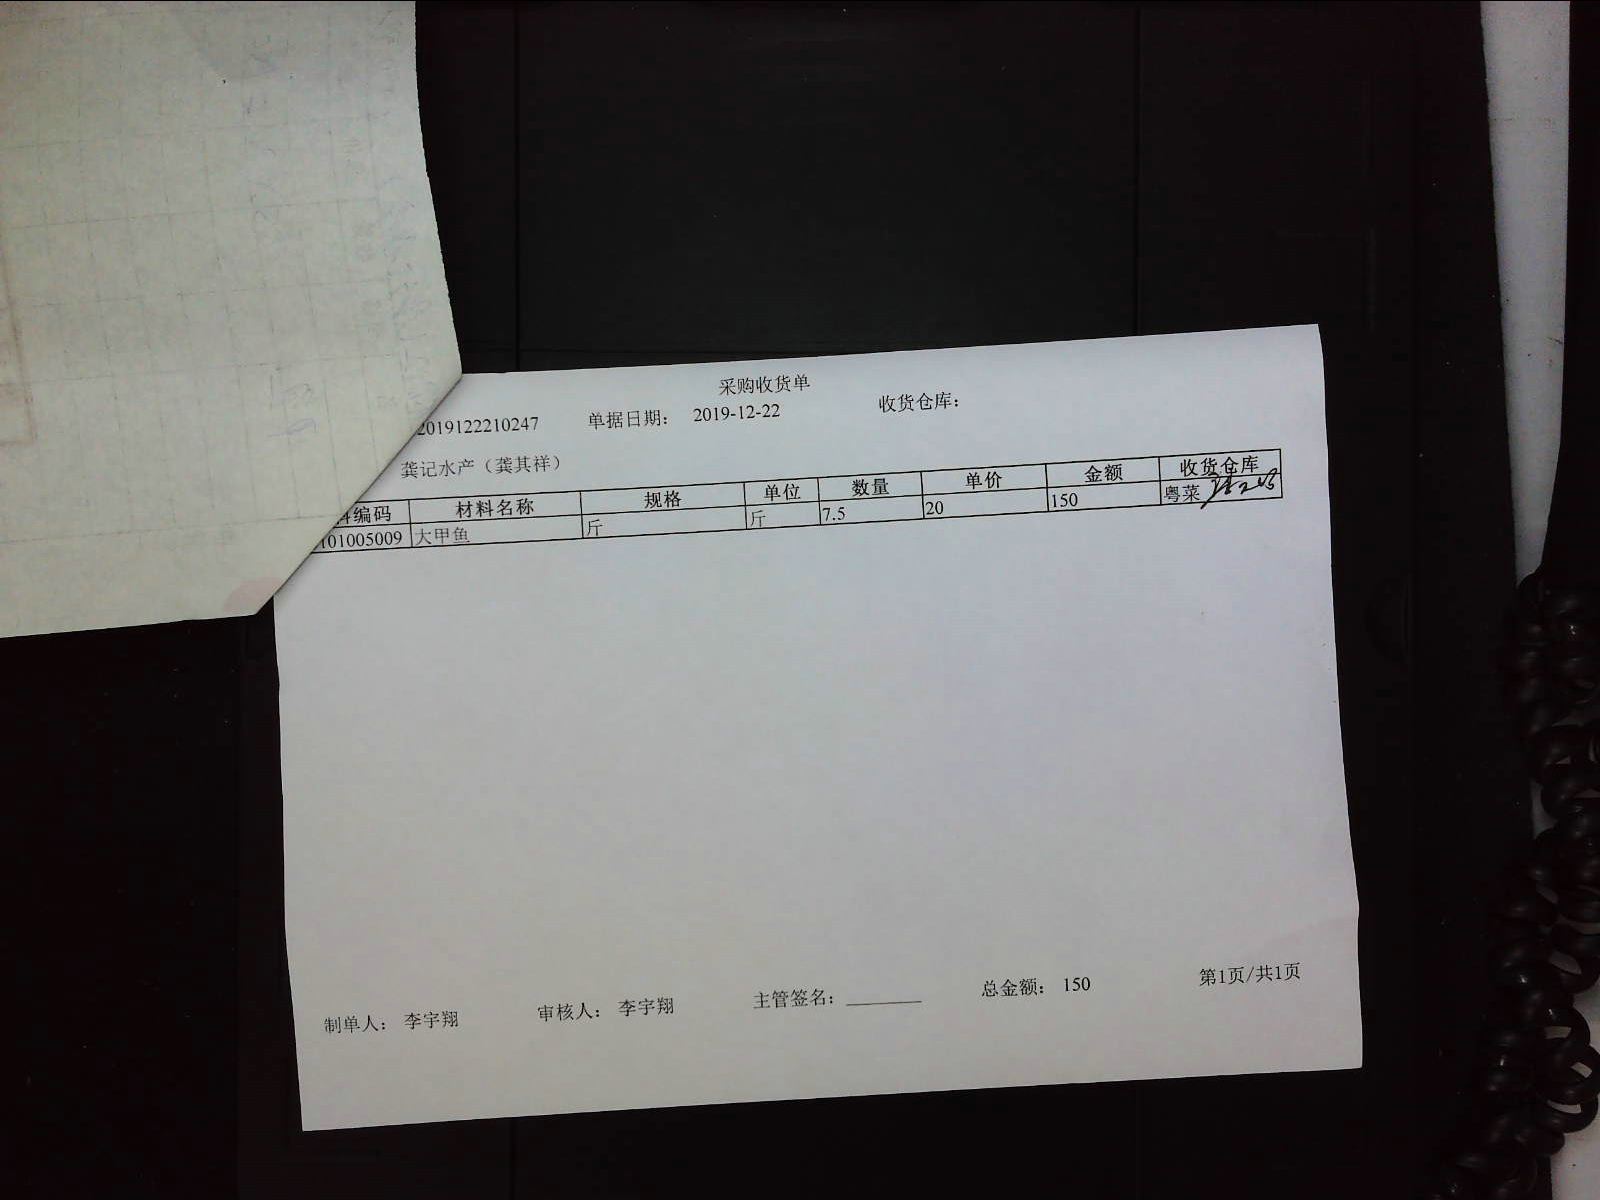 采购收货单
2019122210247 单据日期: 2019-12-22 收货仓库:
龚记水产（龚其祥）
编码 材料名称 规格 单位 数量 单价 金额 收货仓库
101005009 大甲鱼 斤 斤 7.5 20 150 粤菜
制单人: 李宇翔 审核人: 李宇翔 主管签名: 总金额: 150 第1页/共1页